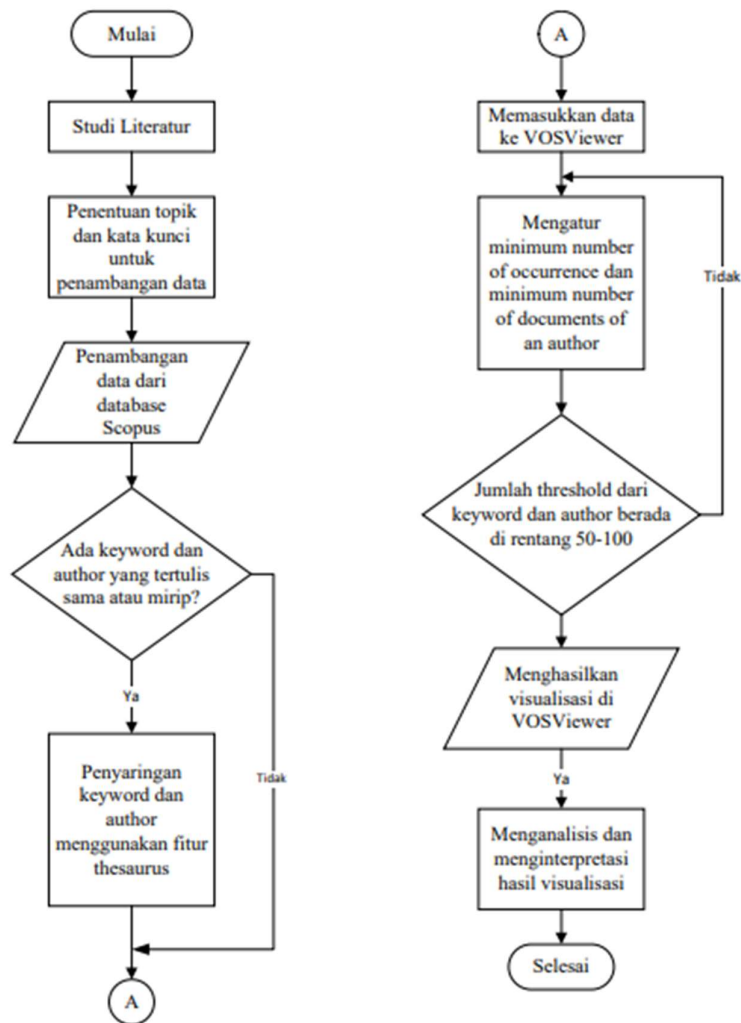 Mulai
Studi Literatur
Penentuan topik
dan kata kunci
untuk
penambangan data
Penambangan
data dari
database
Scopus
Ada keyword dan
author yang tertulis
sama atau mirip?
Ya
Tidak
Penyaringan
keyword dan
author
menggunakan fitur
thesaurus
A
A
Memasukkan data
ke VOSViewer
Mengatur
minimum number
of occurrence dan
minimum number
of documents of
an author
Tidak
Jumlah threshold dari
keyword dan author berada
di rentang 50-100
Menghasilkan
visualisasi di
VOSViewer
Ya
Menganalisis dan
menginterpretasi
hasil visualisasi
Selesai